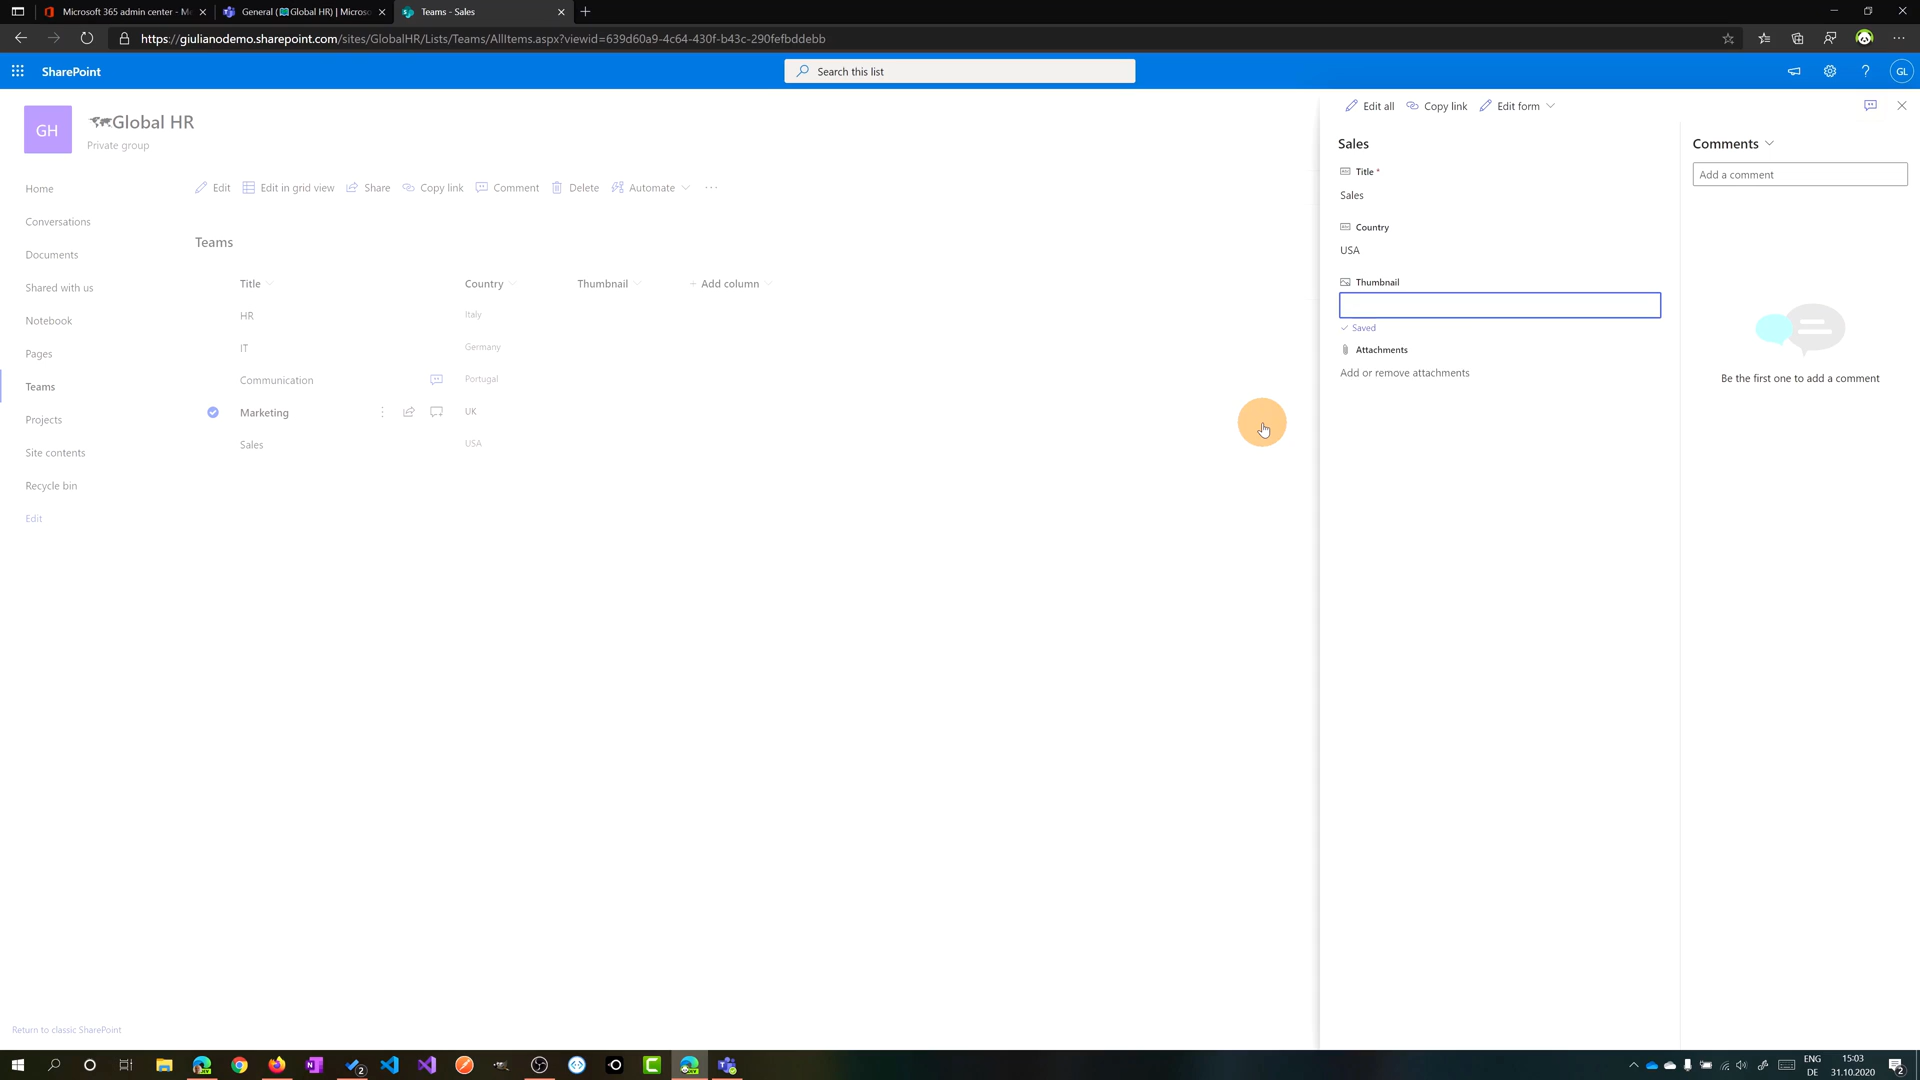 Microsoft 365 admin center - Mi
General (Global HR) | Microso
Teams - Sales
https://giulianodemo.sharepoint.com/sites/GlobalHR/Lists/Teams/AllItems.aspx?viewid=639d60a9-4c64-430f-b43c-290fefbddebb
SharePoint
Search this list
GL
GH
Global HR
Private group
Home
Conversations
Documents
Shared with us
Notebook
Pages
Teams
Projects
Site contents
Recycle bin
Edit
Edit Edit in grid view Share Copy link Comment Delete Automate
Teams
Title Country Thumbnail + Add column
HR Italy
IT Germany
Communication Portugal
Marketing UK
Sales USA
Edit all Copy link Edit form
Sales
Title *
Sales
Country
USA
Thumbnail
Saved
Attachments
Add or remove attachments
Comments
Add a comment
Be the first one to add a comment
Return to classic SharePoint
2
ENG
DE
15:03
31.10.2020
2